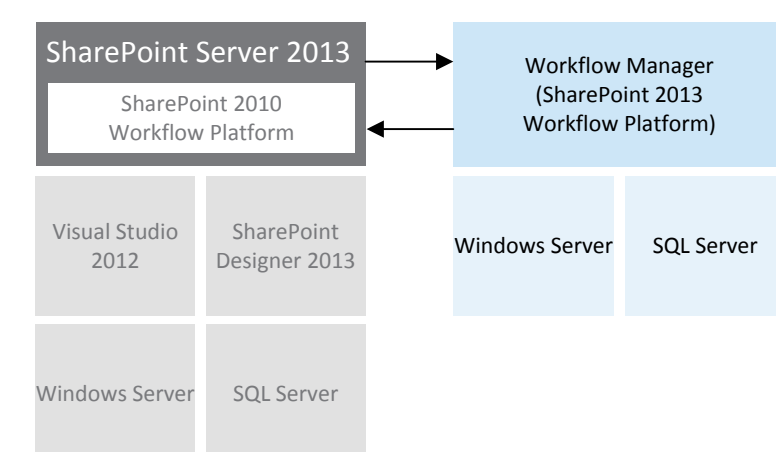 SharePoint Server 2013
SharePoint 2010
Workflow Platform
Workflow Manager
(SharePoint 2013
Workflow Platform)
Visual Studio
2012
SharePoint
Designer 2013
Windows Server
SQL Server
Windows Server
SQL Server